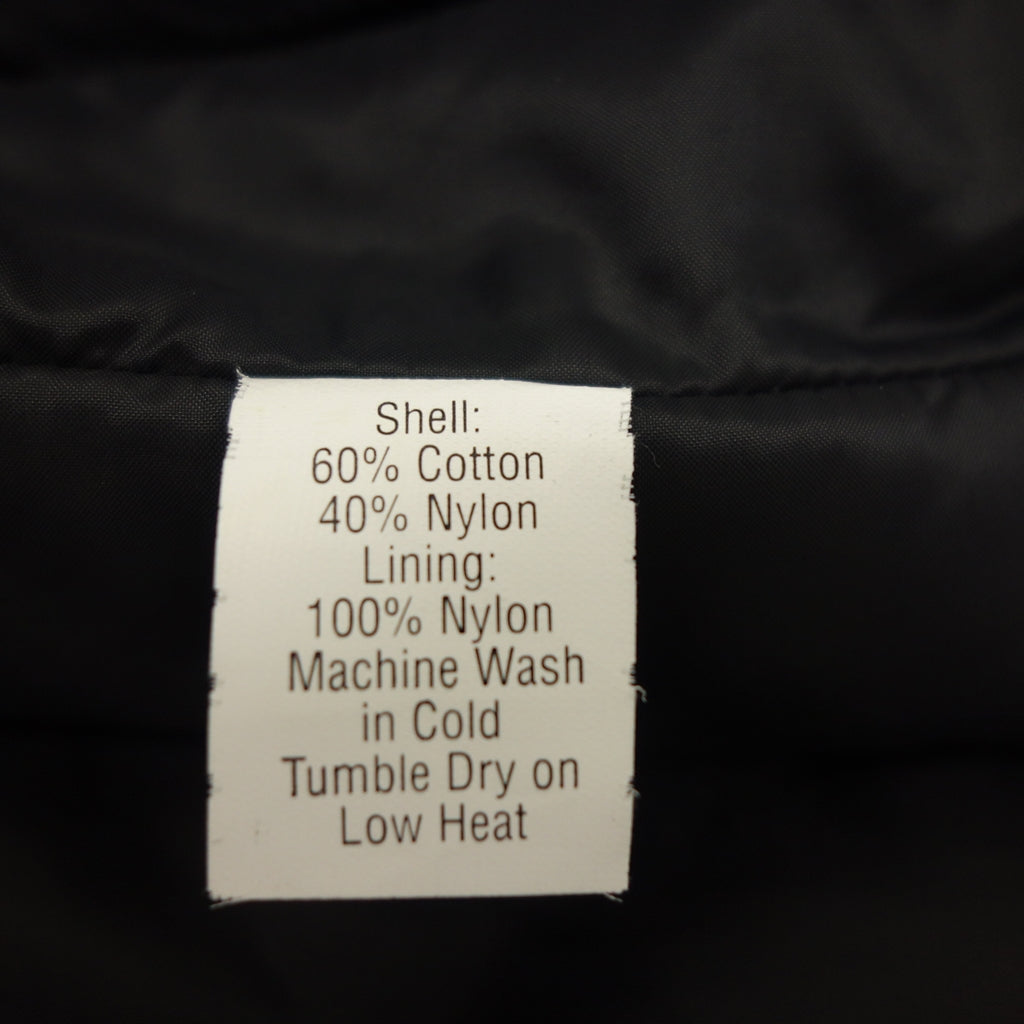 Shell:
60% Cotton
40% Nylon
Lining:
100% Nylon
Machine Wash
in Cold
Tumble Dry on
Low Heat